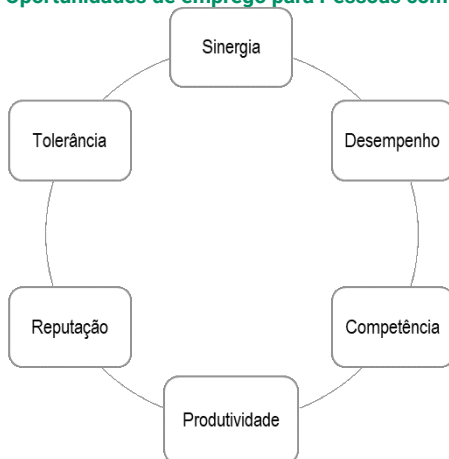 Oportunidades de emprego para Pessoas com
Sinergia
Tolerância
Desempenho
Reputação
Competência
Produtividade